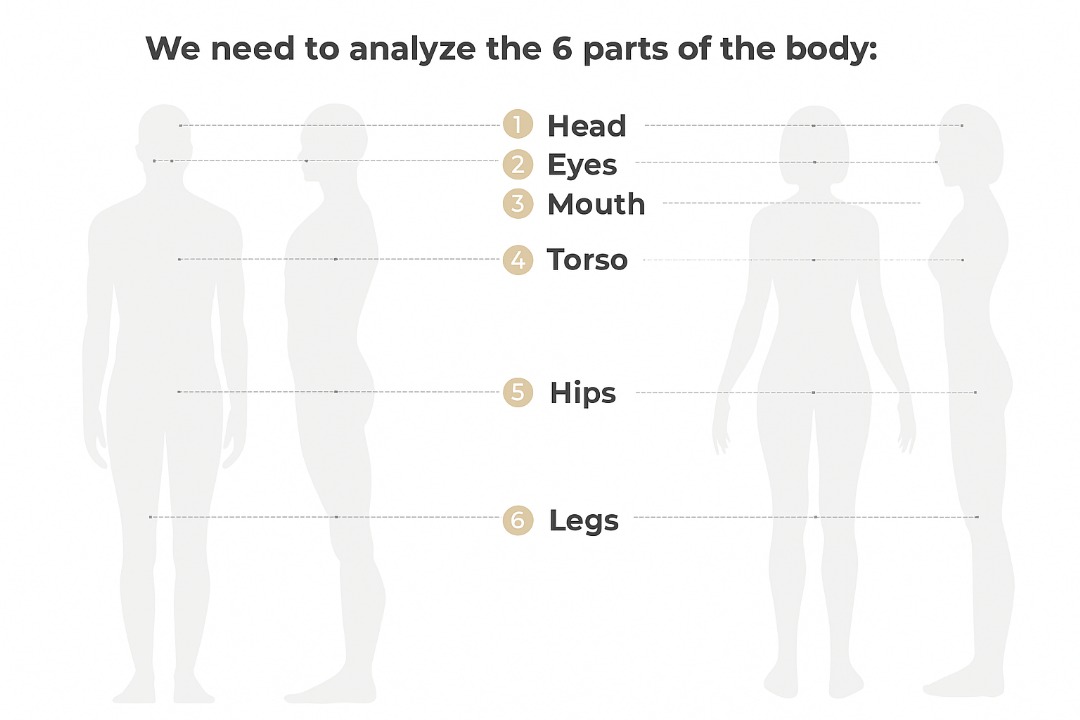 We need to analyze the 6 parts of the body:
1 Head
2 Eyes
3 Mouth
4 Torso
5 Hips
6 Legs